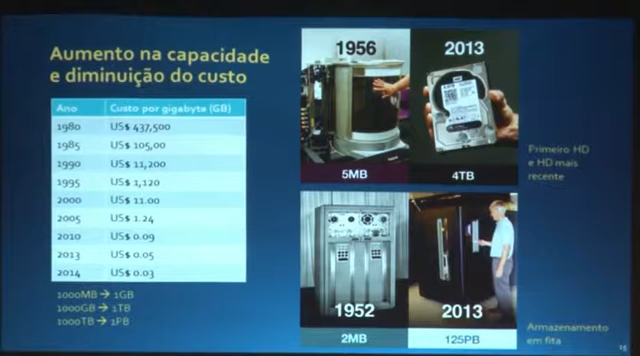 Aumento na capacidade
e diminuição do custo
Ano Custo por gigabyte (GB)
1980 US$ 437,500
1985 US$ 105,00
1990 US$ 11,200
1995 US$ 1,120
2000 US$ 11.00
2005 US$ 1.24
2010 US$ 0.09
2013 US$ 0.05
2014 US$ 0.03
1000MB → 1GB
1000GB → 1TB
1000TB → 1PB
1956 2013
5MB 4TB
Primeiro HD
e HD mais
recente
1952 2013
2MB 125PB
Armazenamento
em fita
15